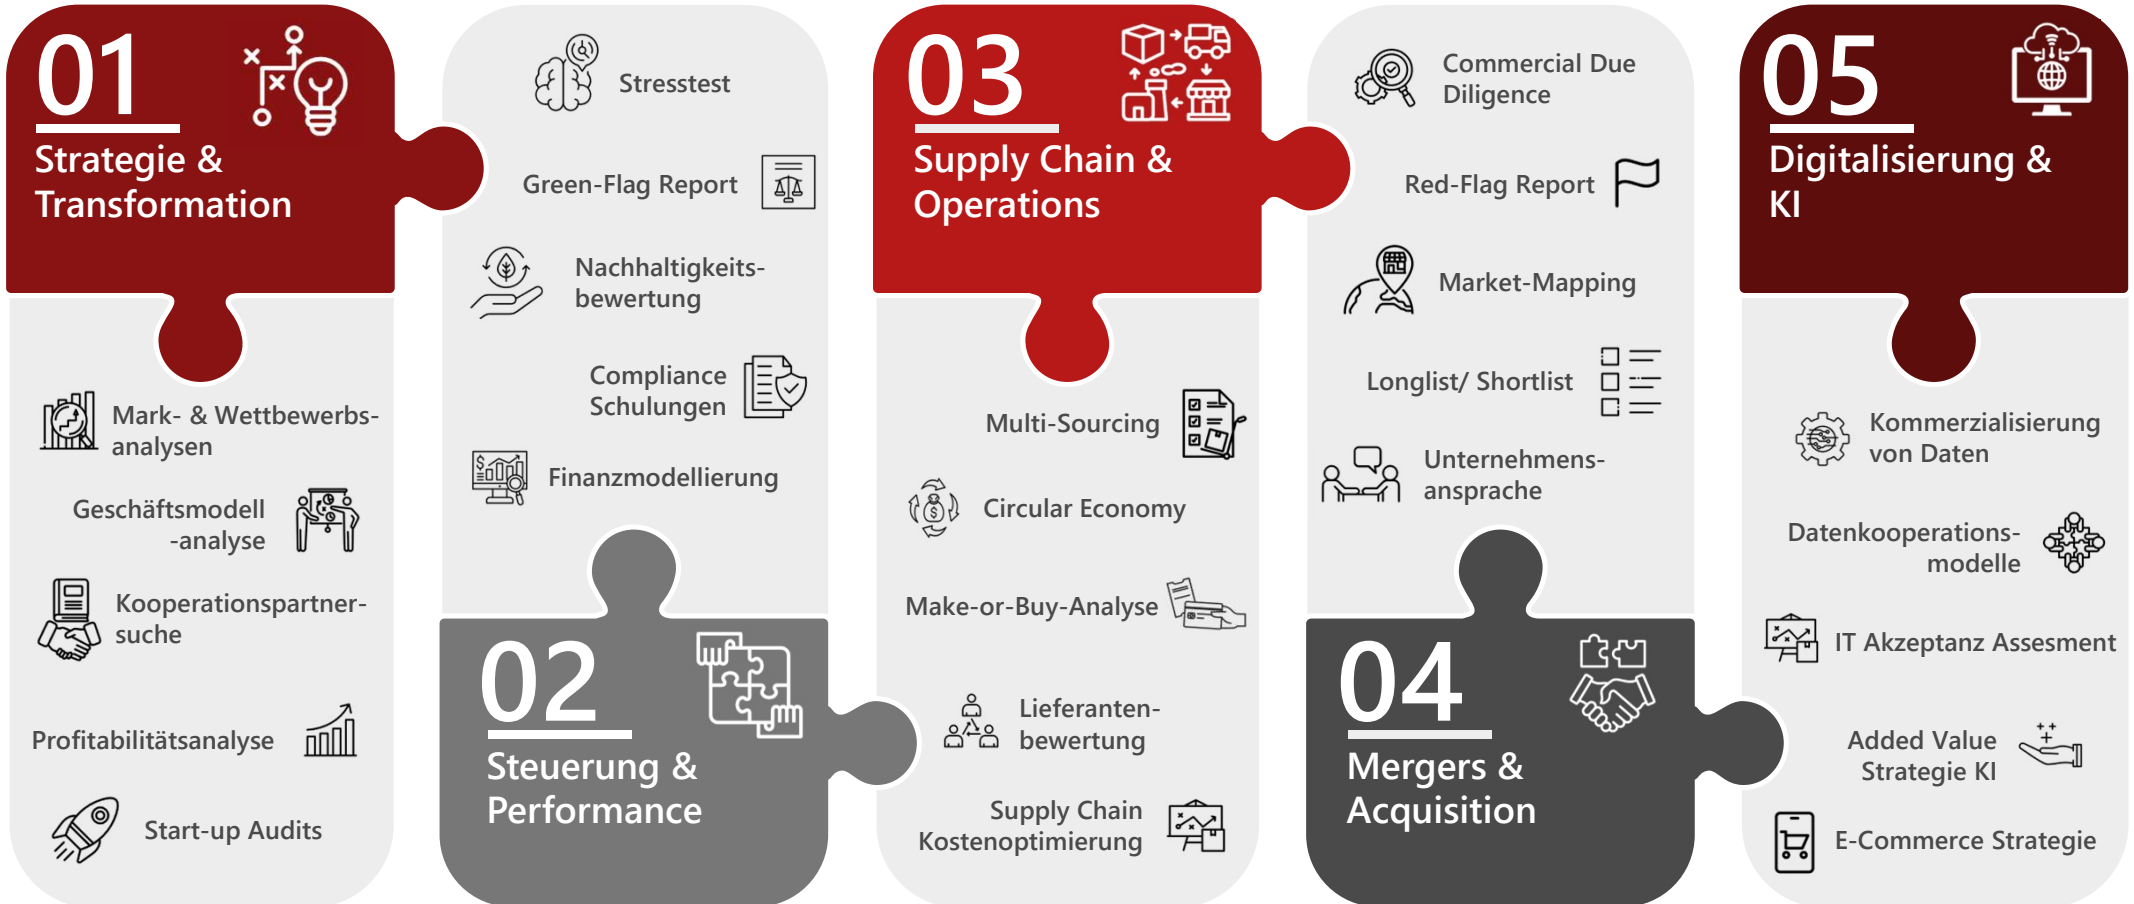 01
Strategie &
Transformation
Mark- & Wettbewerbs-
analysen
Geschäftsmodell
-analyse
Kooperationspartner-
suche
Profitabilitätsanalyse
Start-up Audits
Stresstest
Green-Flag Report
Nachhaltigkeits-
bewertung
Compliance
Schulungen
Finanzmodellierung
02
Steuerung &
Performance
03
Supply Chain &
Operations
Multi-Sourcing
Circular Economy
Make-or-Buy-Analyse
Lieferanten-
bewertung
Supply Chain
Kostenoptimierung
Commercial Due
Diligence
Red-Flag Report
Market-Mapping
Longlist/ Shortlist
Unternehmens-
ansprache
04
Mergers &
Acquisition
05
Digitalisierung &
KI
Kommerzialisierung
von Daten
Datenkooperations-
modelle
IT Akzeptanz Assesment
Added Value
Strategie KI
E-Commerce Strategie